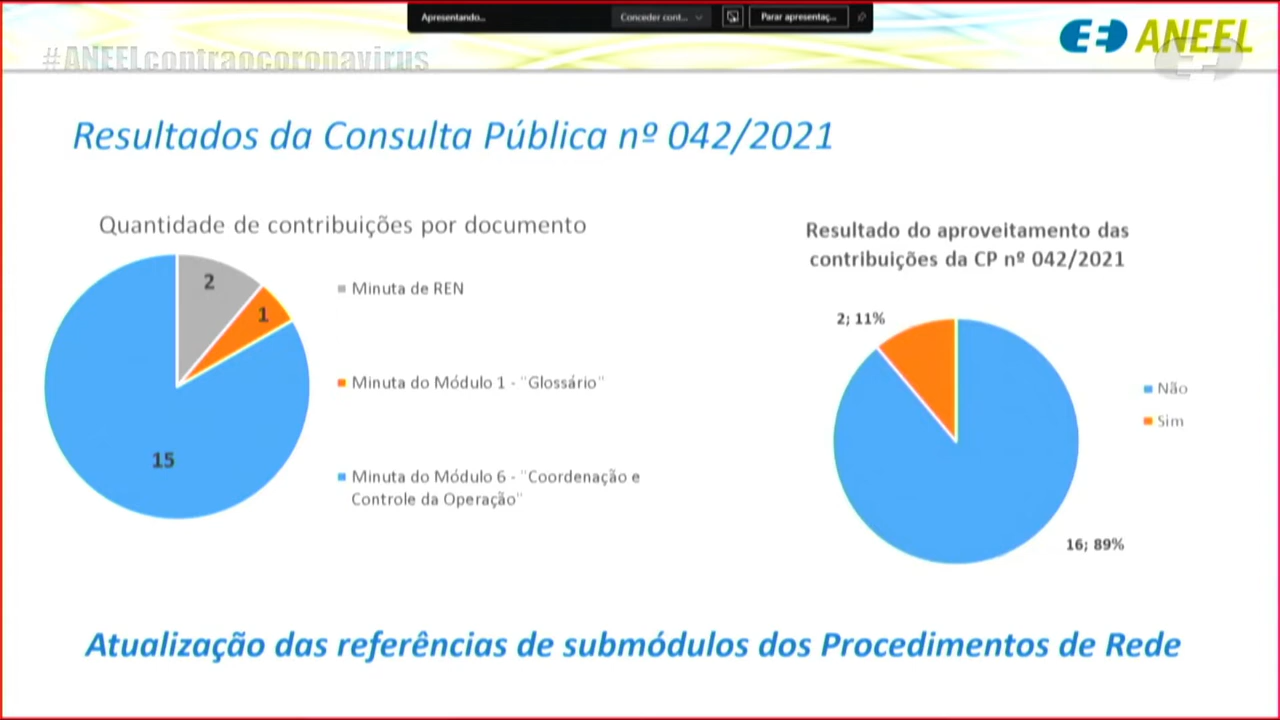 Apresentando...
Conceder cont...
Parar apresentaç...
#ANEELcontraocoronavirus
ANEEL
Resultados da Consulta Pública nº 042/2021
Quantidade de contribuições por documento
2
1
15
Minuta de REN
Minuta do Módulo 1 - "Glossário"
Minuta do Módulo 6 - "Coordenação e
Controle da Operação"
Resultado do aproveitamento das
contribuições da CP nº 042/2021
2; 11%
16; 89%
Não
Sim
Atualização das referências de submódulos dos Procedimentos de Rede